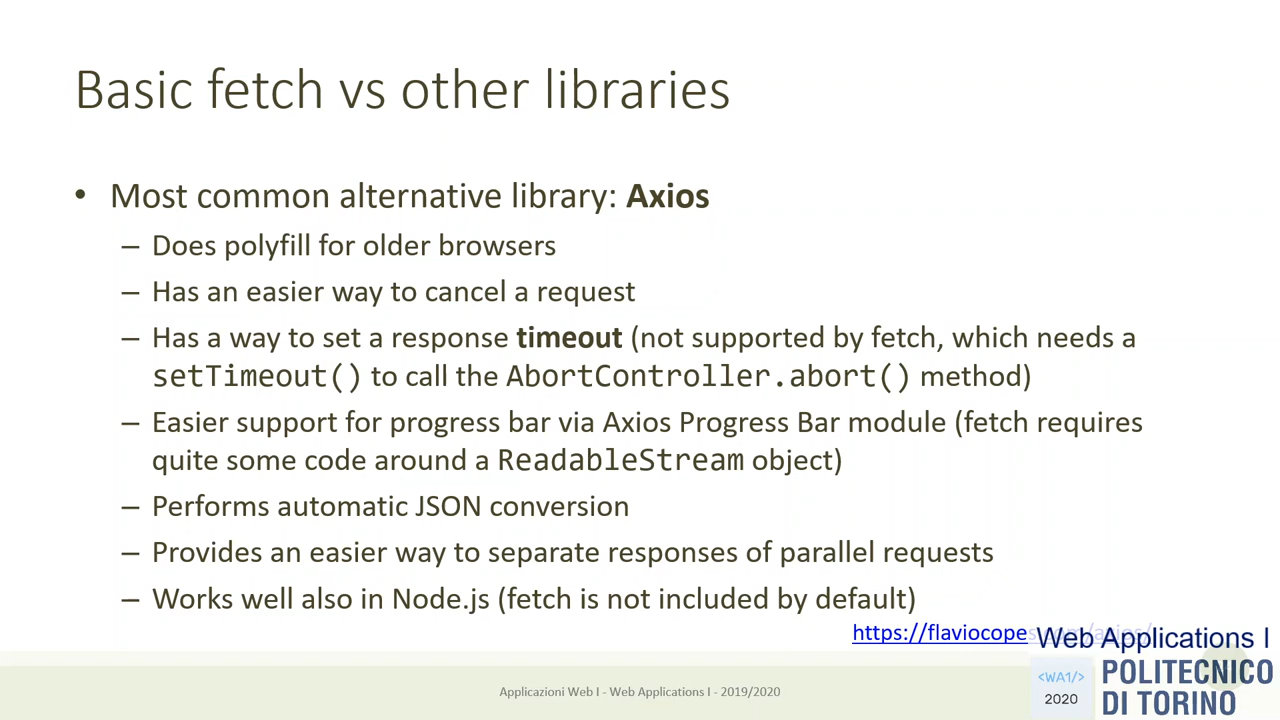 Basic fetch vs other libraries
• Most common alternative library: Axios
– Does polyfill for older browsers
– Has an easier way to cancel a request
– Has a way to set a response timeout (not supported by fetch, which needs a
setTimeout() to call the AbortController.abort() method)
– Easier support for progress bar via Axios Progress Bar module (fetch requires
quite some code around a ReadableStream object)
– Performs automatic JSON conversion
– Provides an easier way to separate responses of parallel requests
– Works well also in Node.js (fetch is not included by default)
https://flaviocopes.com/axios/
Web Applications I
<WA1/>
2020
POLITECNICO
DI TORINO
Applicazioni Web I - Web Applications I - 2019/2020